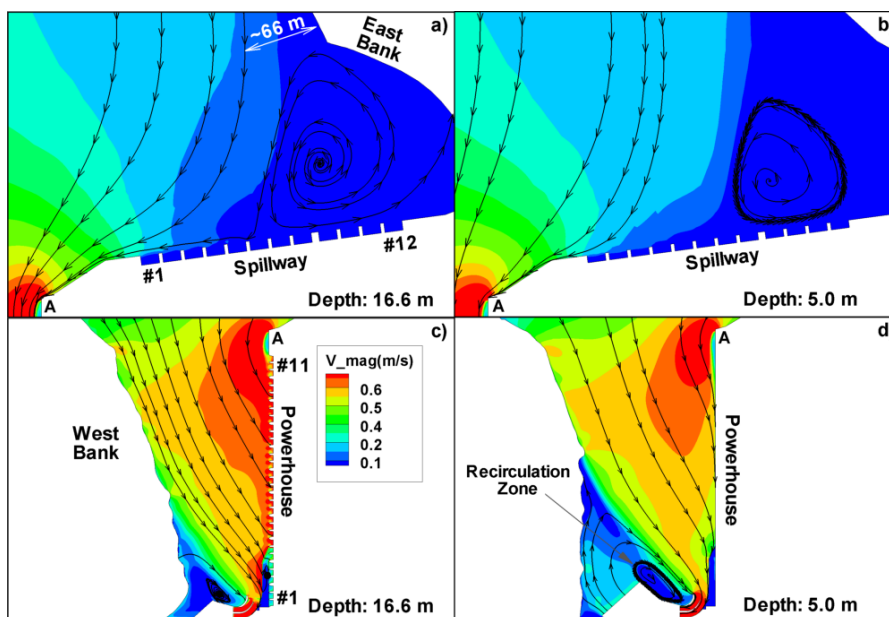 a)
~66 m
East
Bank
#1
Spillway
#12
A
Depth: 16.6 m
b
Spillway
A
Depth: 5.0 m
c)
A
#11
V_mag(m/s)
0.6
0.5
0.4
0.2
0.1
West
Bank
Powerhouse
#1
Depth: 16.6 m
d
A
Powerhouse
Recirculation
Zone
Depth: 5.0 m